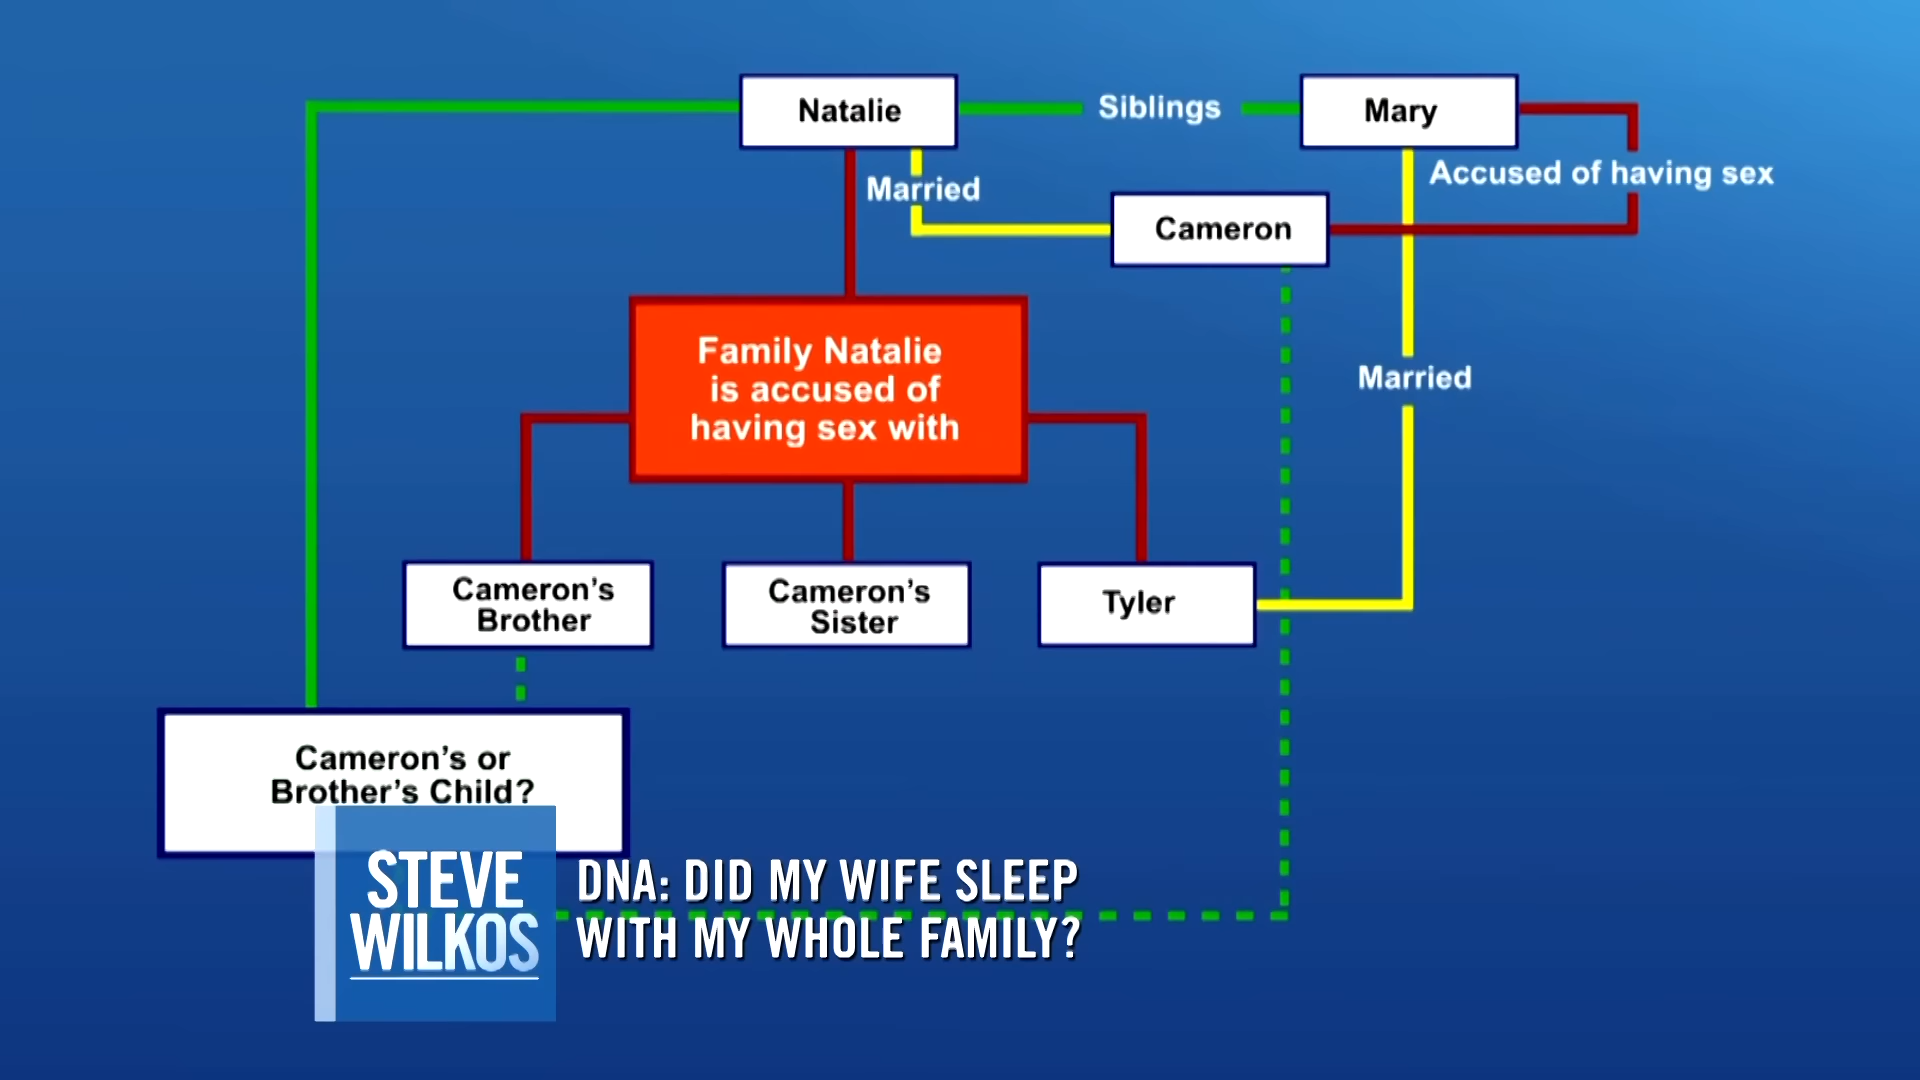 Natalie
Siblings
Mary
Married
Accused of having sex
Cameron
Family Natalie
is accused of
having sex with
Married
Cameron's
Brother
Cameron's
Sister
Tyler
Cameron's or
Brother's Child?
STEVE
WILKOS
DNA: DID MY WIFE SLEEP
WITH MY WHOLE FAMILY?